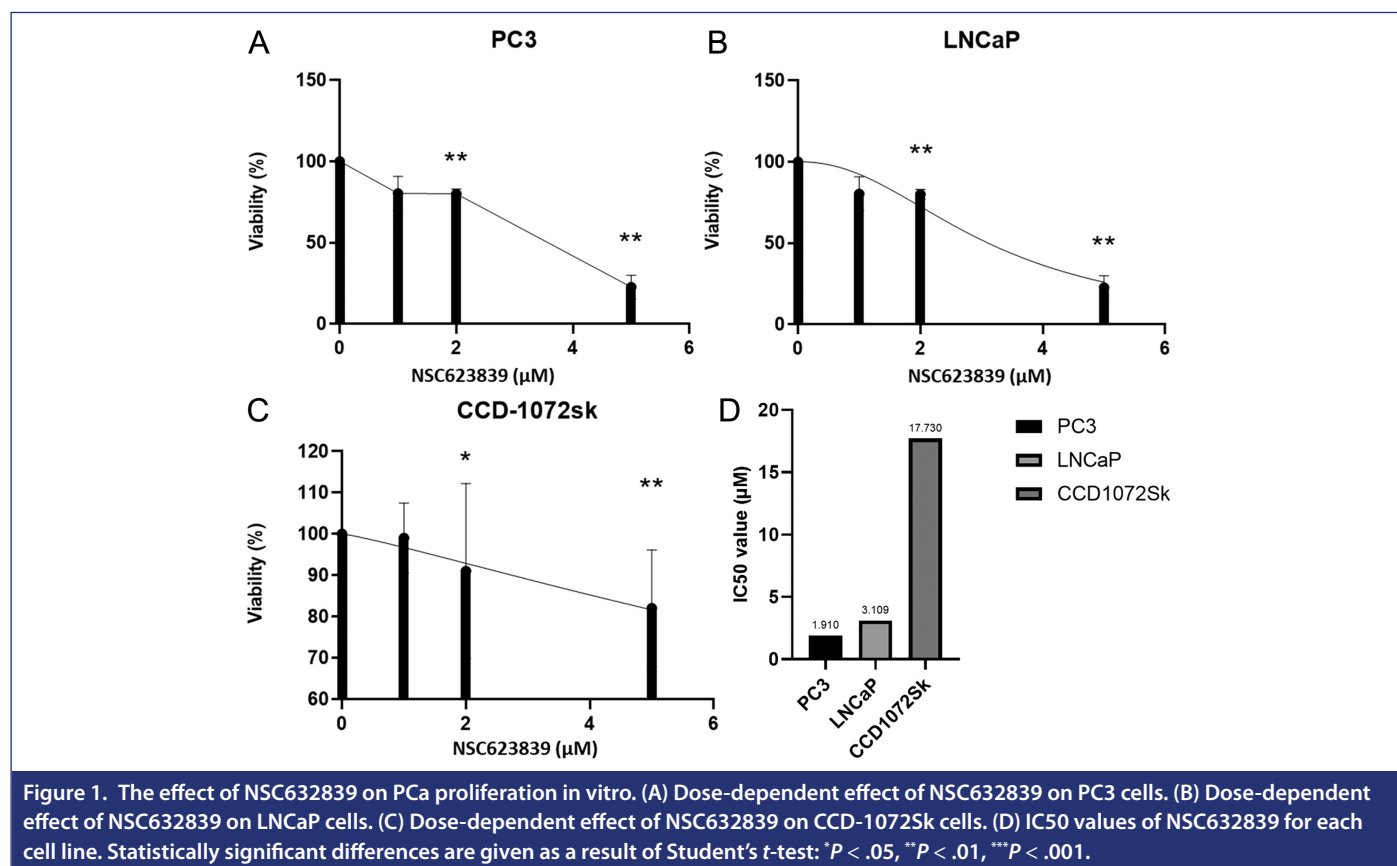 A
PC3
150
100
50
0
Viability (%)
**
**
0
2
4
6
NSC623839 (µM)
B
LNCaP
150
100
50
0
Viability (%)
**
**
0
2
4
6
NSC623839 (µM)
C
CCD-1072sk
120
110
100
90
80
70
60
Viability (%)
*
**
0
2
4
6
NSC623839 (µM)
D
20
15
10
5
0
IC50 value (µM)
1.910
3.109
17.730
PC3
LNCaP
CCD1072Sk
PC3
LNCaP
CCD1072Sk
Figure 1. The effect of NSC632839 on PCa proliferation in vitro. (A) Dose-dependent effect of NSC632839 on PC3 cells. (B) Dose-dependent
effect of NSC632839 on LNCaP cells. (C) Dose-dependent effect of NSC632839 on CCD-1072Sk cells. (D) IC50 values of NSC632839 for each
cell line. Statistically significant differences are given as a result of Student's t-test: *P < .05, **P < .01, ***P < .001.